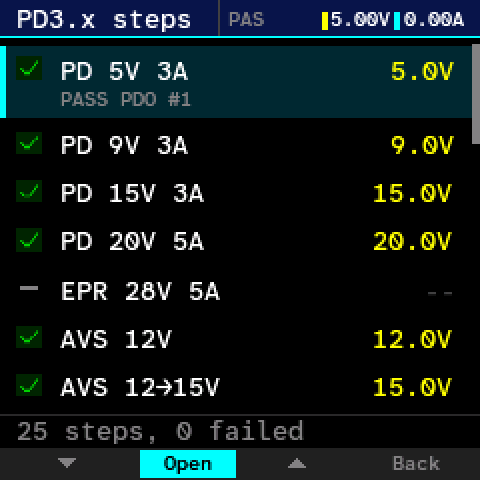 PD3.x steps PAS 5.00V 0.00A
PD 5V 3A 5.0V
PASS PDO #1
PD 9V 3A 9.0V
PD 15V 3A 15.0V
PD 20V 5A 20.0V
EPR 28V 5A --
AVS 12V 12.0V
AVS 12→15V 15.0V
25 steps, 0 failed
Open Back